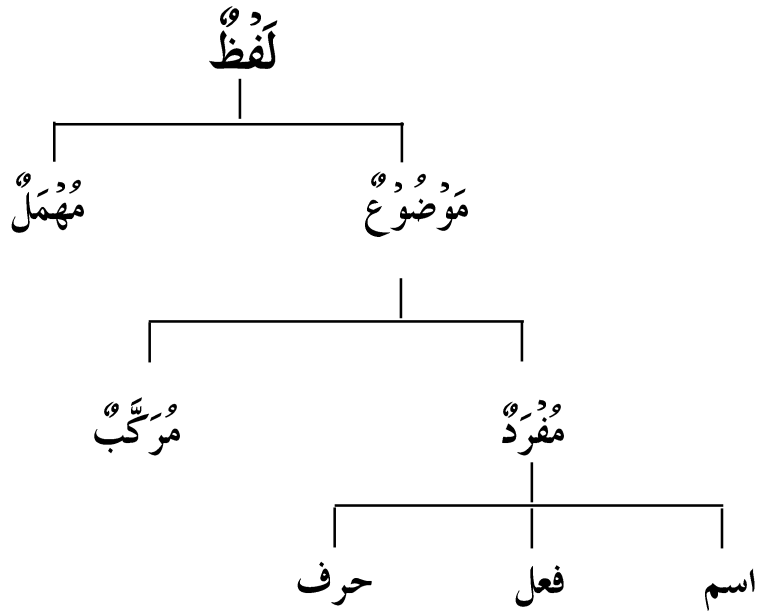 لَفْظٌ
مَوْضُوْعٌ مُهْمَلٌ
مُفْرَدٌ مُرَكَّبٌ
اسم فعل حرف